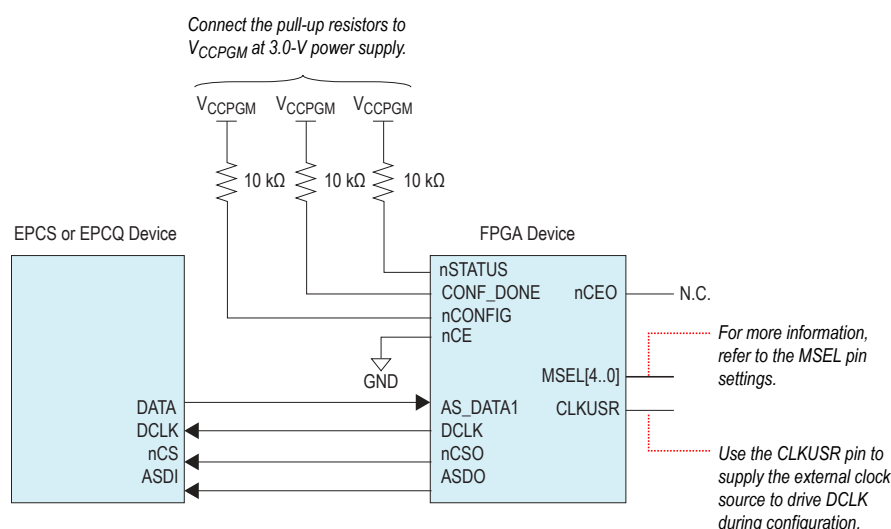 Connect the pull-up resistors to
VCCPGM at 3.0-V power supply.
VCCPGM VCCPGM VCCPGM
10 kΩ 10 kΩ 10 kΩ
EPCS or EPCQ Device
FPGA Device
nSTATUS
CONF_DONE
nCONFIG
nCE
nCEO
N.C.
GND
MSEL[4..0]
CLKUSR
For more information,
refer to the MSEL pin
settings.
DATA
DCLK
nCS
ASDI
AS_DATA1
DCLK
nCSO
ASDO
Use the CLKUSR pin to
supply the external clock
source to drive DCLK
during configuration.